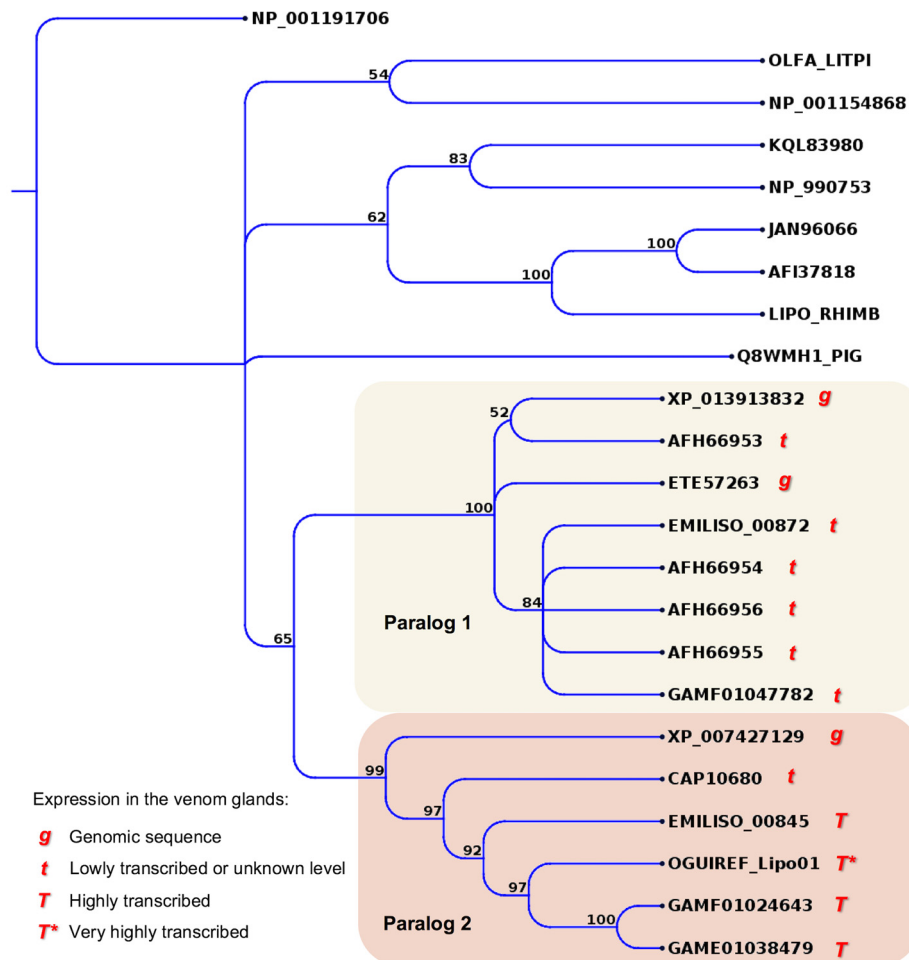 NP_001191706
OLFA_LITPI
54
NP_001154868
KQL83980
83
NP_990753
62
JAN96066
100
AFI37818
100
LIPO_RHIMB
Q8WMH1_PIG
XP_013913832 g
52
AFH66953 t
ETE57263 g
100
EMILISO_00872 t
AFH66954 t
84
AFH66956 t
Paralog 1
65
AFH66955 t
GAMF01047782 t
XP_007427129 g
99
CAP10680 t
97
EMILISO_00845 T
92
OGUIREF_Lipo01 T*
97
GAMF01024643 T
100
Paralog 2
GAME01038479 T
Expression in the venom glands:
g Genomic sequence
t Lowly transcribed or unknown level
T Highly transcribed
T* Very highly transcribed